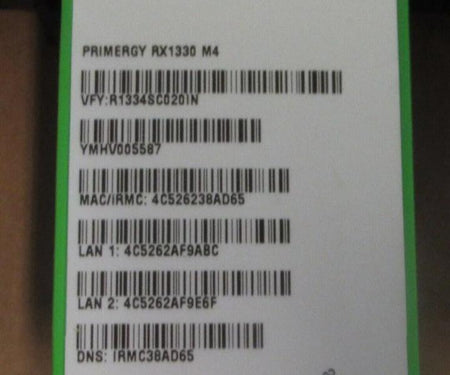 PRIMERGY RX1330 M4
VFY:R1334SC020IN
YMHV005587
MAC/IRMC: 4C526238AD65
LAN 1: 4C5262AF9ABC
LAN 2: 4C5262AF9E6F
DNS: IRMC38AD65